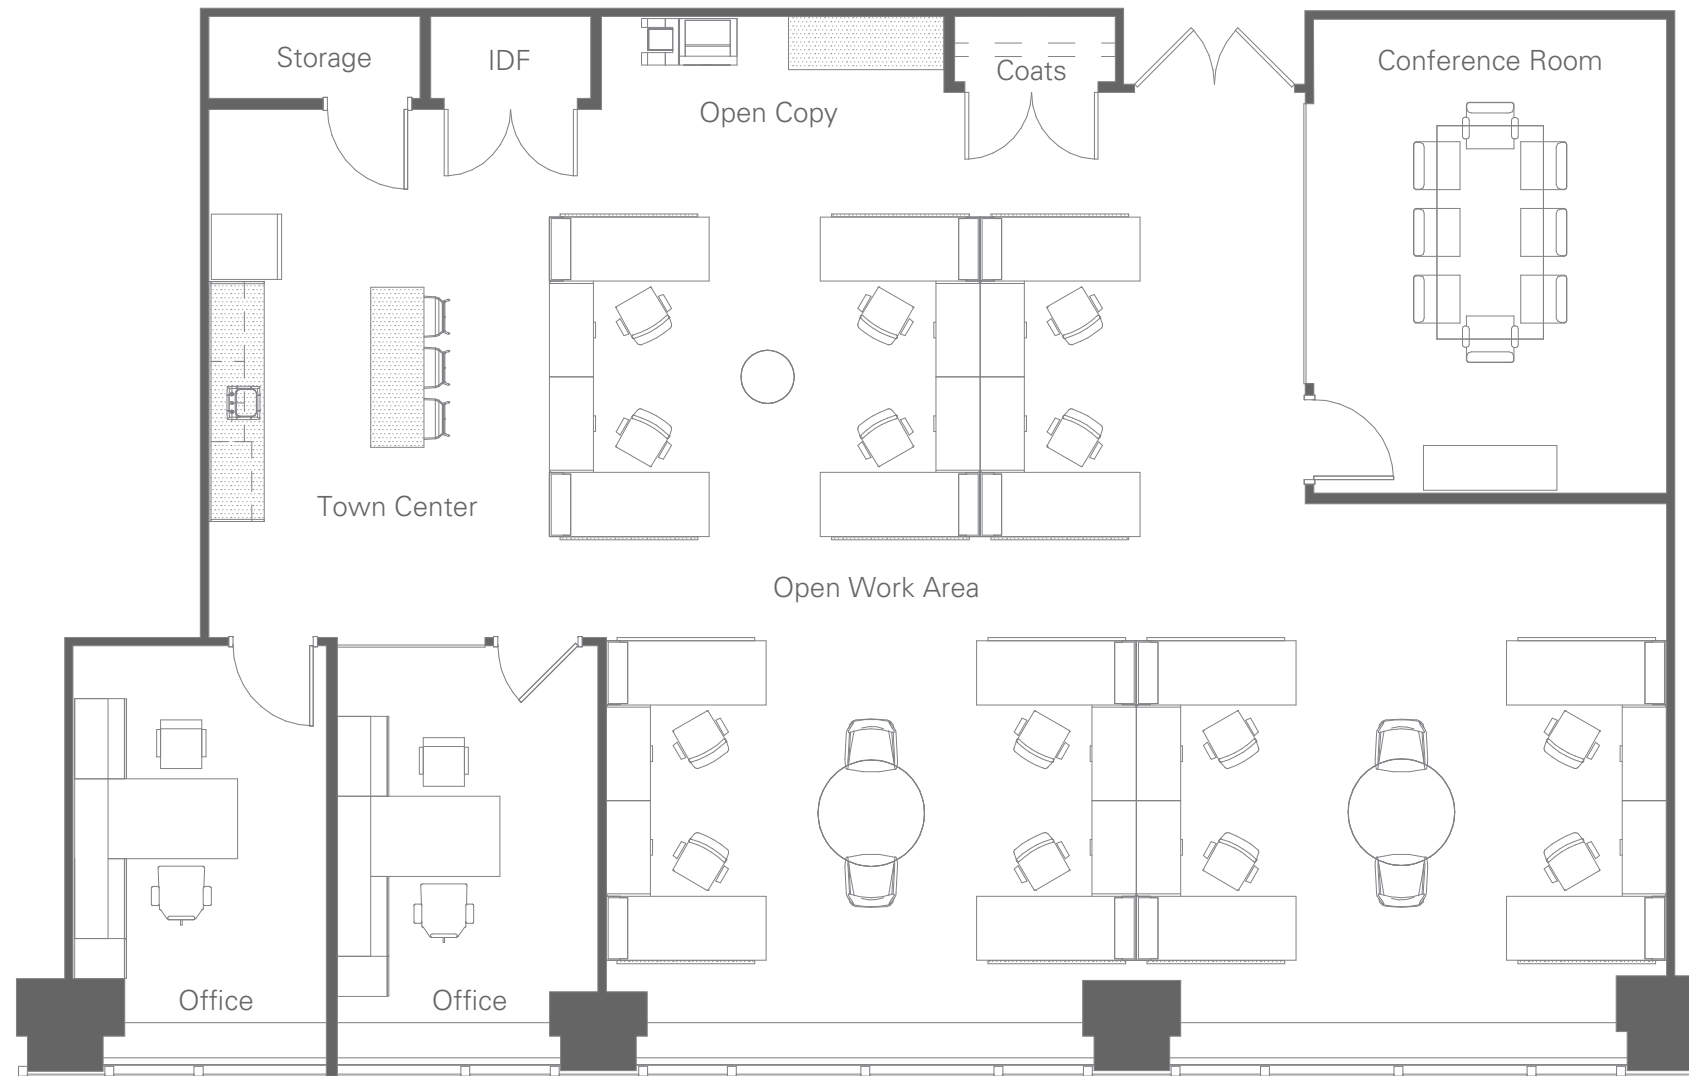 Storage
IDF
Coats
Conference Room
Open Copy
Town Center
Open Work Area
Office
Office